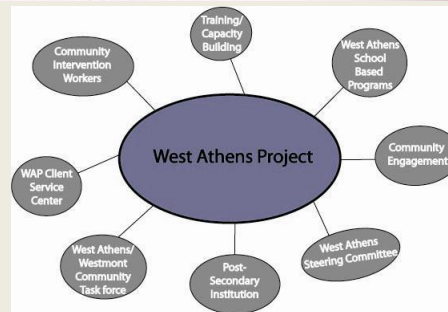 Training/
Capacity
Building
West Athens
School
Based
Programs
Community
Engagement
West Athens
Steering Committee
Post-
Secondary
Institution
West Athens/
Westmont
Community
Task force
WAP Client
Service
Center
Community
Intervention
Workers
West Athens Project